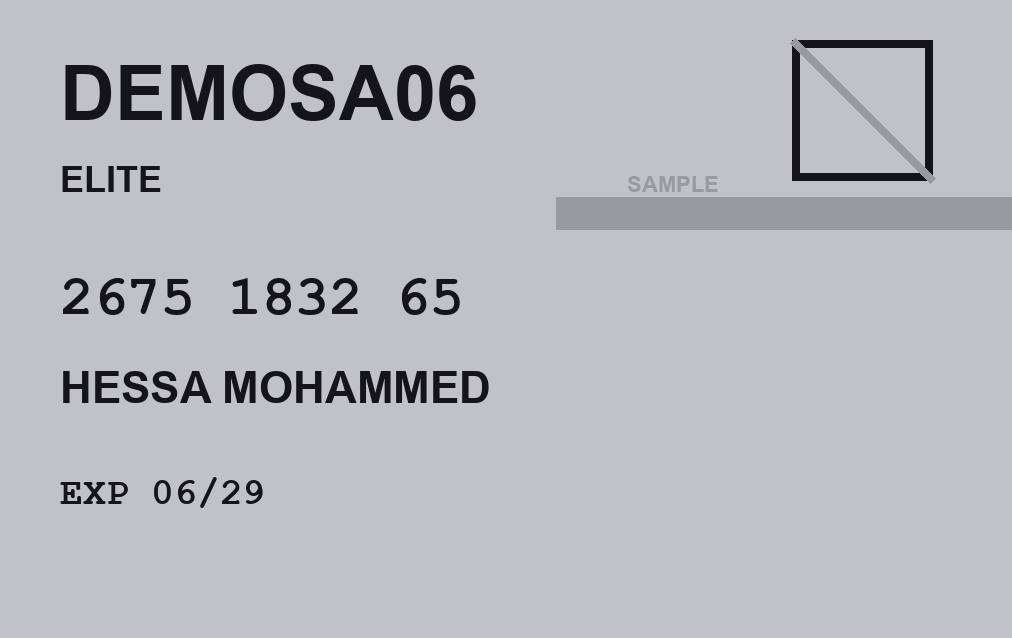 DEMOSA06
ELITE
SAMPLE
2675 1832 65
HESSA MOHAMMED
EXP 06/29